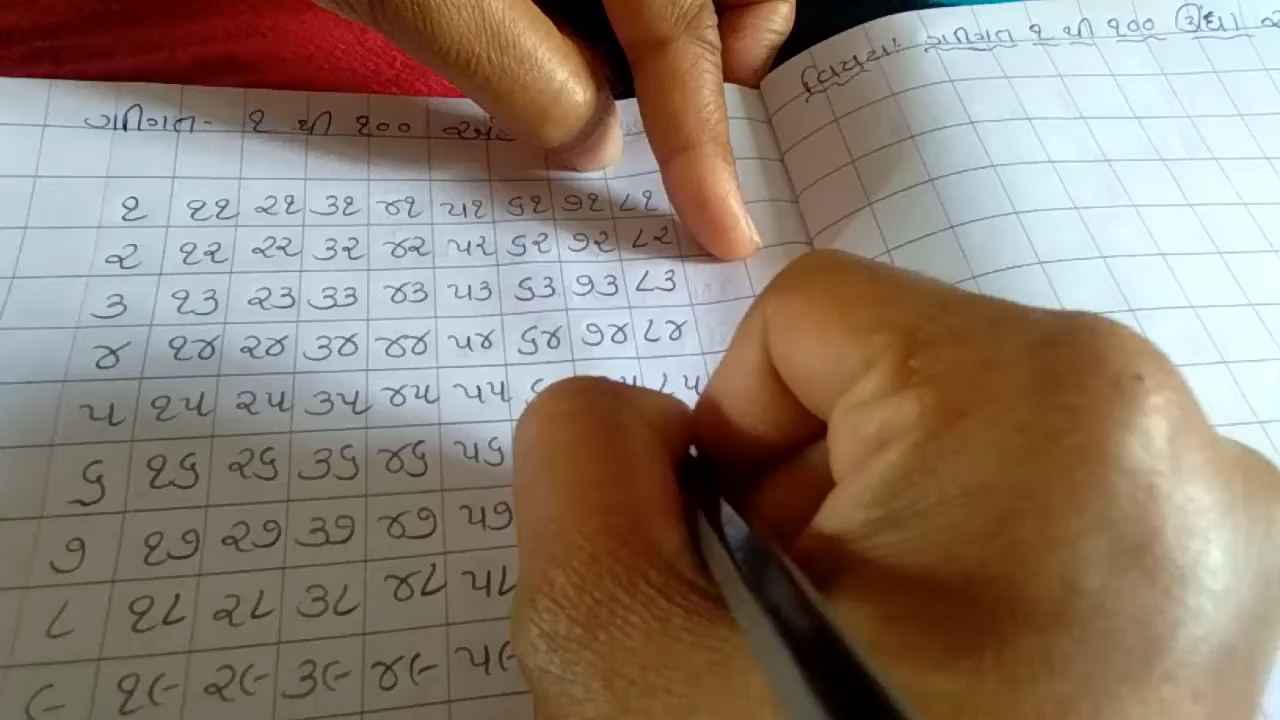 ગણીત - ૧ થી ૧૦૦
વિષય: ગણીત ૧ થી ૧૦૦ ઊંધા
૧ ૧૧ ૨૧ ૩૧ ૪૧ ૫૧ ૬૧ ૭૧ ૮૧
૨ ૧૨ ૨૨ ૩૨ ૪૨ ૫૨ ૬૨ ૭૨ ૮૨
૩ ૧૩ ૨૩ ૩૩ ૪૩ ૫૩ ૬૩ ૭૩ ૮૩
૪ ૧૪ ૨૪ ૩૪ ૪૪ ૫૪ ૬૪ ૭૪ ૮૪
૫ ૧૫ ૨૫ ૩૫ ૪૫ ૫૫ ૮૫
૬ ૧૬ ૨૬ ૩૬ ૪૬ ૫૬
૭ ૧૭ ૨૭ ૩૭ ૪૭ ૫૭
૮ ૧૮ ૨૮ ૩૮ ૪૮ ૫૮
૯ ૧૯ ૨૯ ૩૯ ૪૯ ૫૯